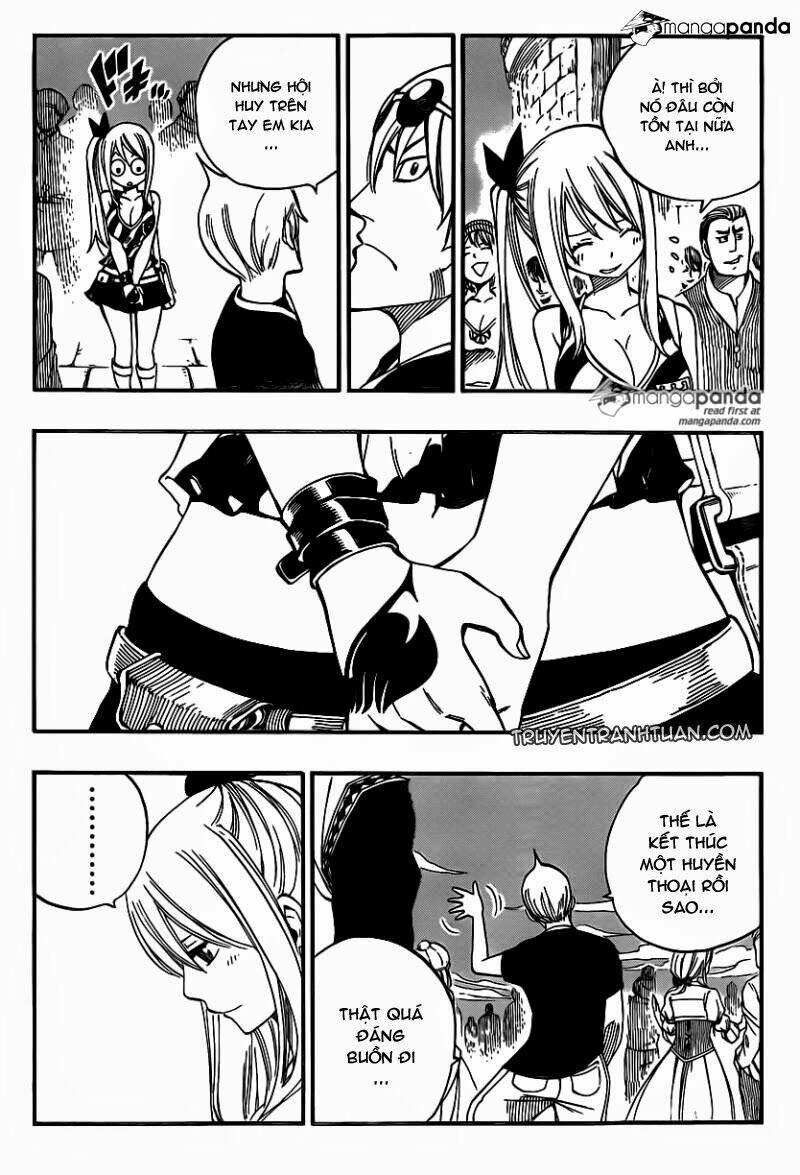 mangapanda
À! THÌ BỞI
NÓ ĐÂU CÒN
TỒN TẠI NỮA
ANH...
NHƯNG HỘI
HUY TRÊN
TAY EM KIA
...
mangapanda
read first at
mangapanda.com
TRUYENTRANHTUAN.COM
THẾ LÀ
KẾT THÚC
MỘT HUYỀN
THOẠI RỒI
SAO...
THẬT QUÁ
ĐÁNG
BUỒN ĐI
...
........